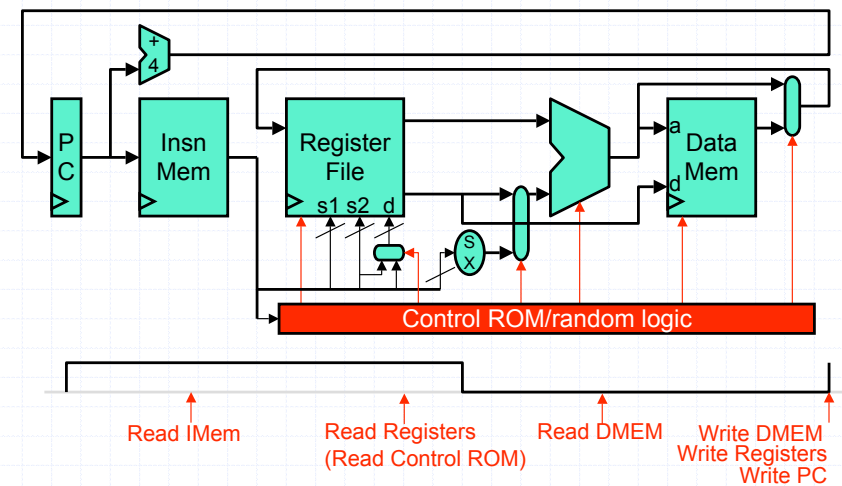 +
4
P
C
Insn
Mem
Register
File
s1 s2 d
S
X
a
Data
Mem
d
Control ROM/random logic
Read IMem
Read Registers
(Read Control ROM)
Read DMEM
Write DMEM
Write Registers
Write PC